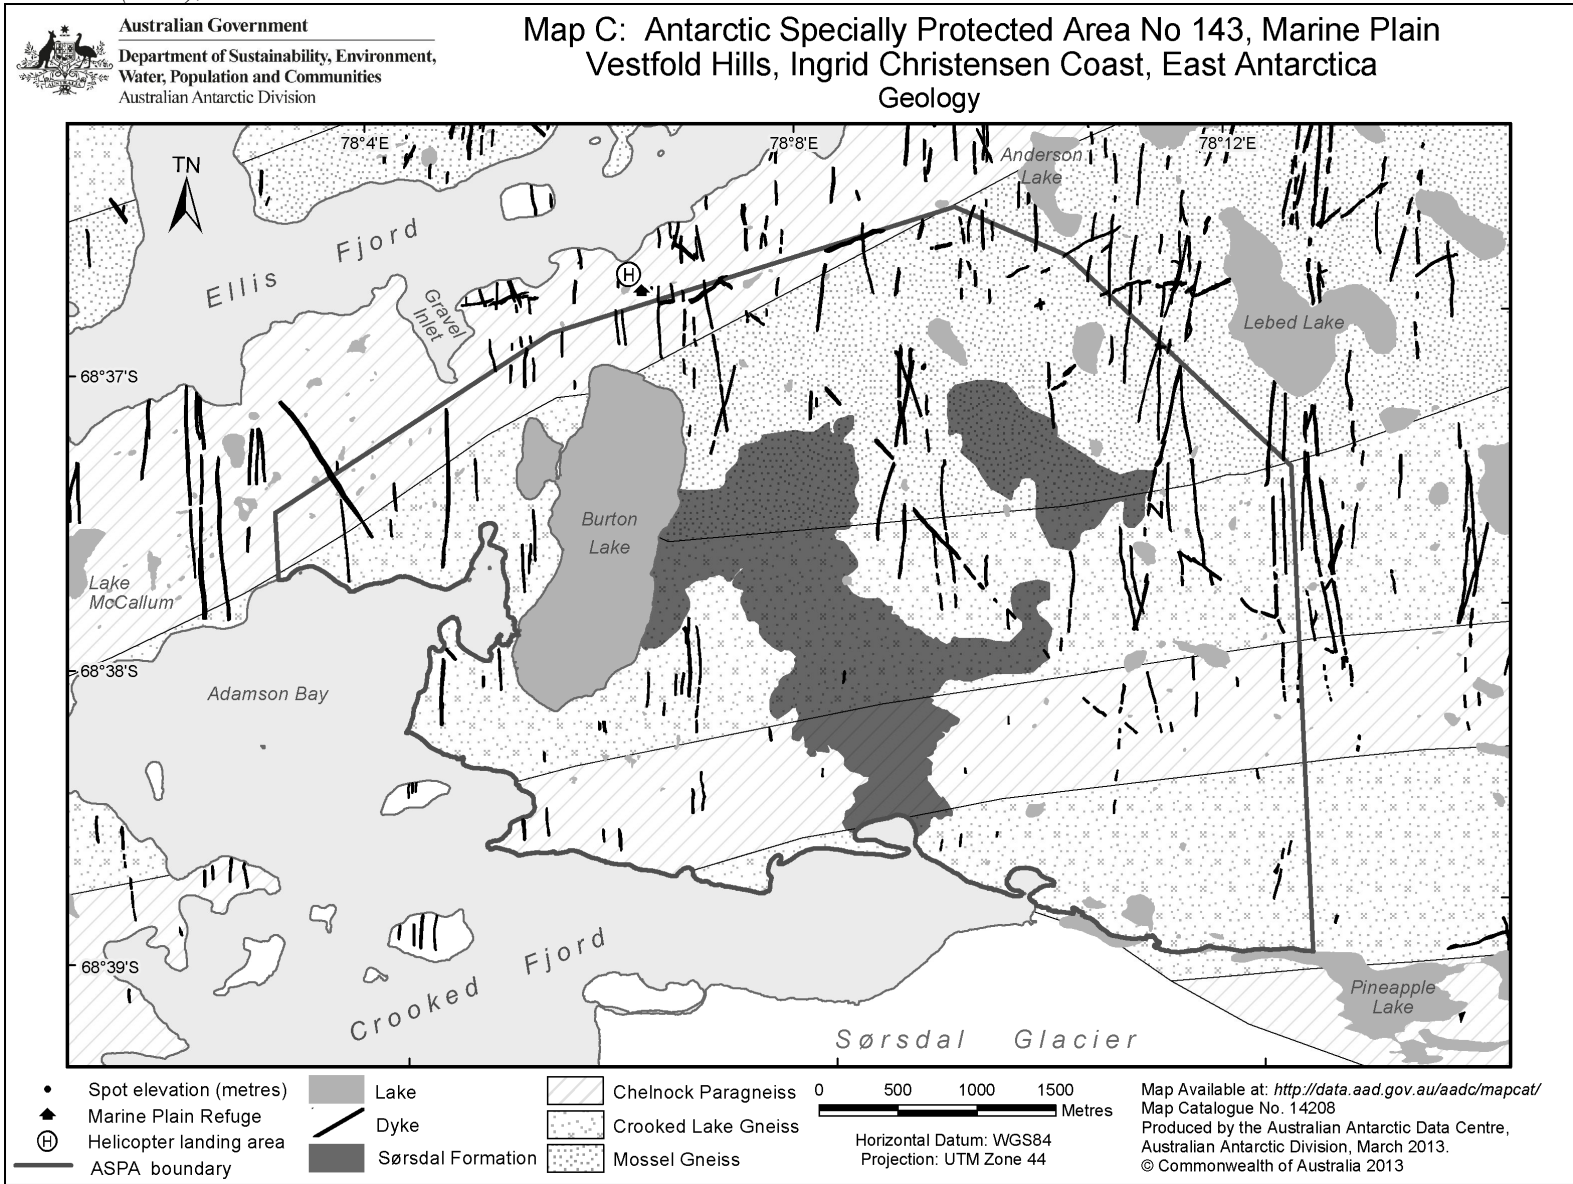 Australian Government
Department of Sustainability, Environment,
Water, Population and Communities
Australian Antarctic Division
Map C: Antarctic Specially Protected Area No 143, Marine Plain
Vestfold Hills, Ingrid Christensen Coast, East Antarctica
Geology
78°4'E
78°8'E
78°12'E
TN
Anderson
Lake
Ellis Fjord
H
Gravel
Inlet
Lebed Lake
68°37'S
Burton
Lake
Lake
McCallum
68°38'S
Adamson Bay
68°39'S
Crooked Fjord
Pineapple
Lake
Sørsdal Glacier
Spot elevation (metres)
Marine Plain Refuge
H Helicopter landing area
ASPA boundary
Lake
Dyke
Sørsdal Formation
Chelnock Paragneiss
Crooked Lake Gneiss
Mossel Gneiss
0 500 1000 1500
Metres
Horizontal Datum: WGS84
Projection: UTM Zone 44
Map Available at: http://data.aad.gov.au/aadc/mapcat/
Map Catalogue No. 14208
Produced by the Australian Antarctic Data Centre,
Australian Antarctic Division, March 2013.
© Commonwealth of Australia 2013